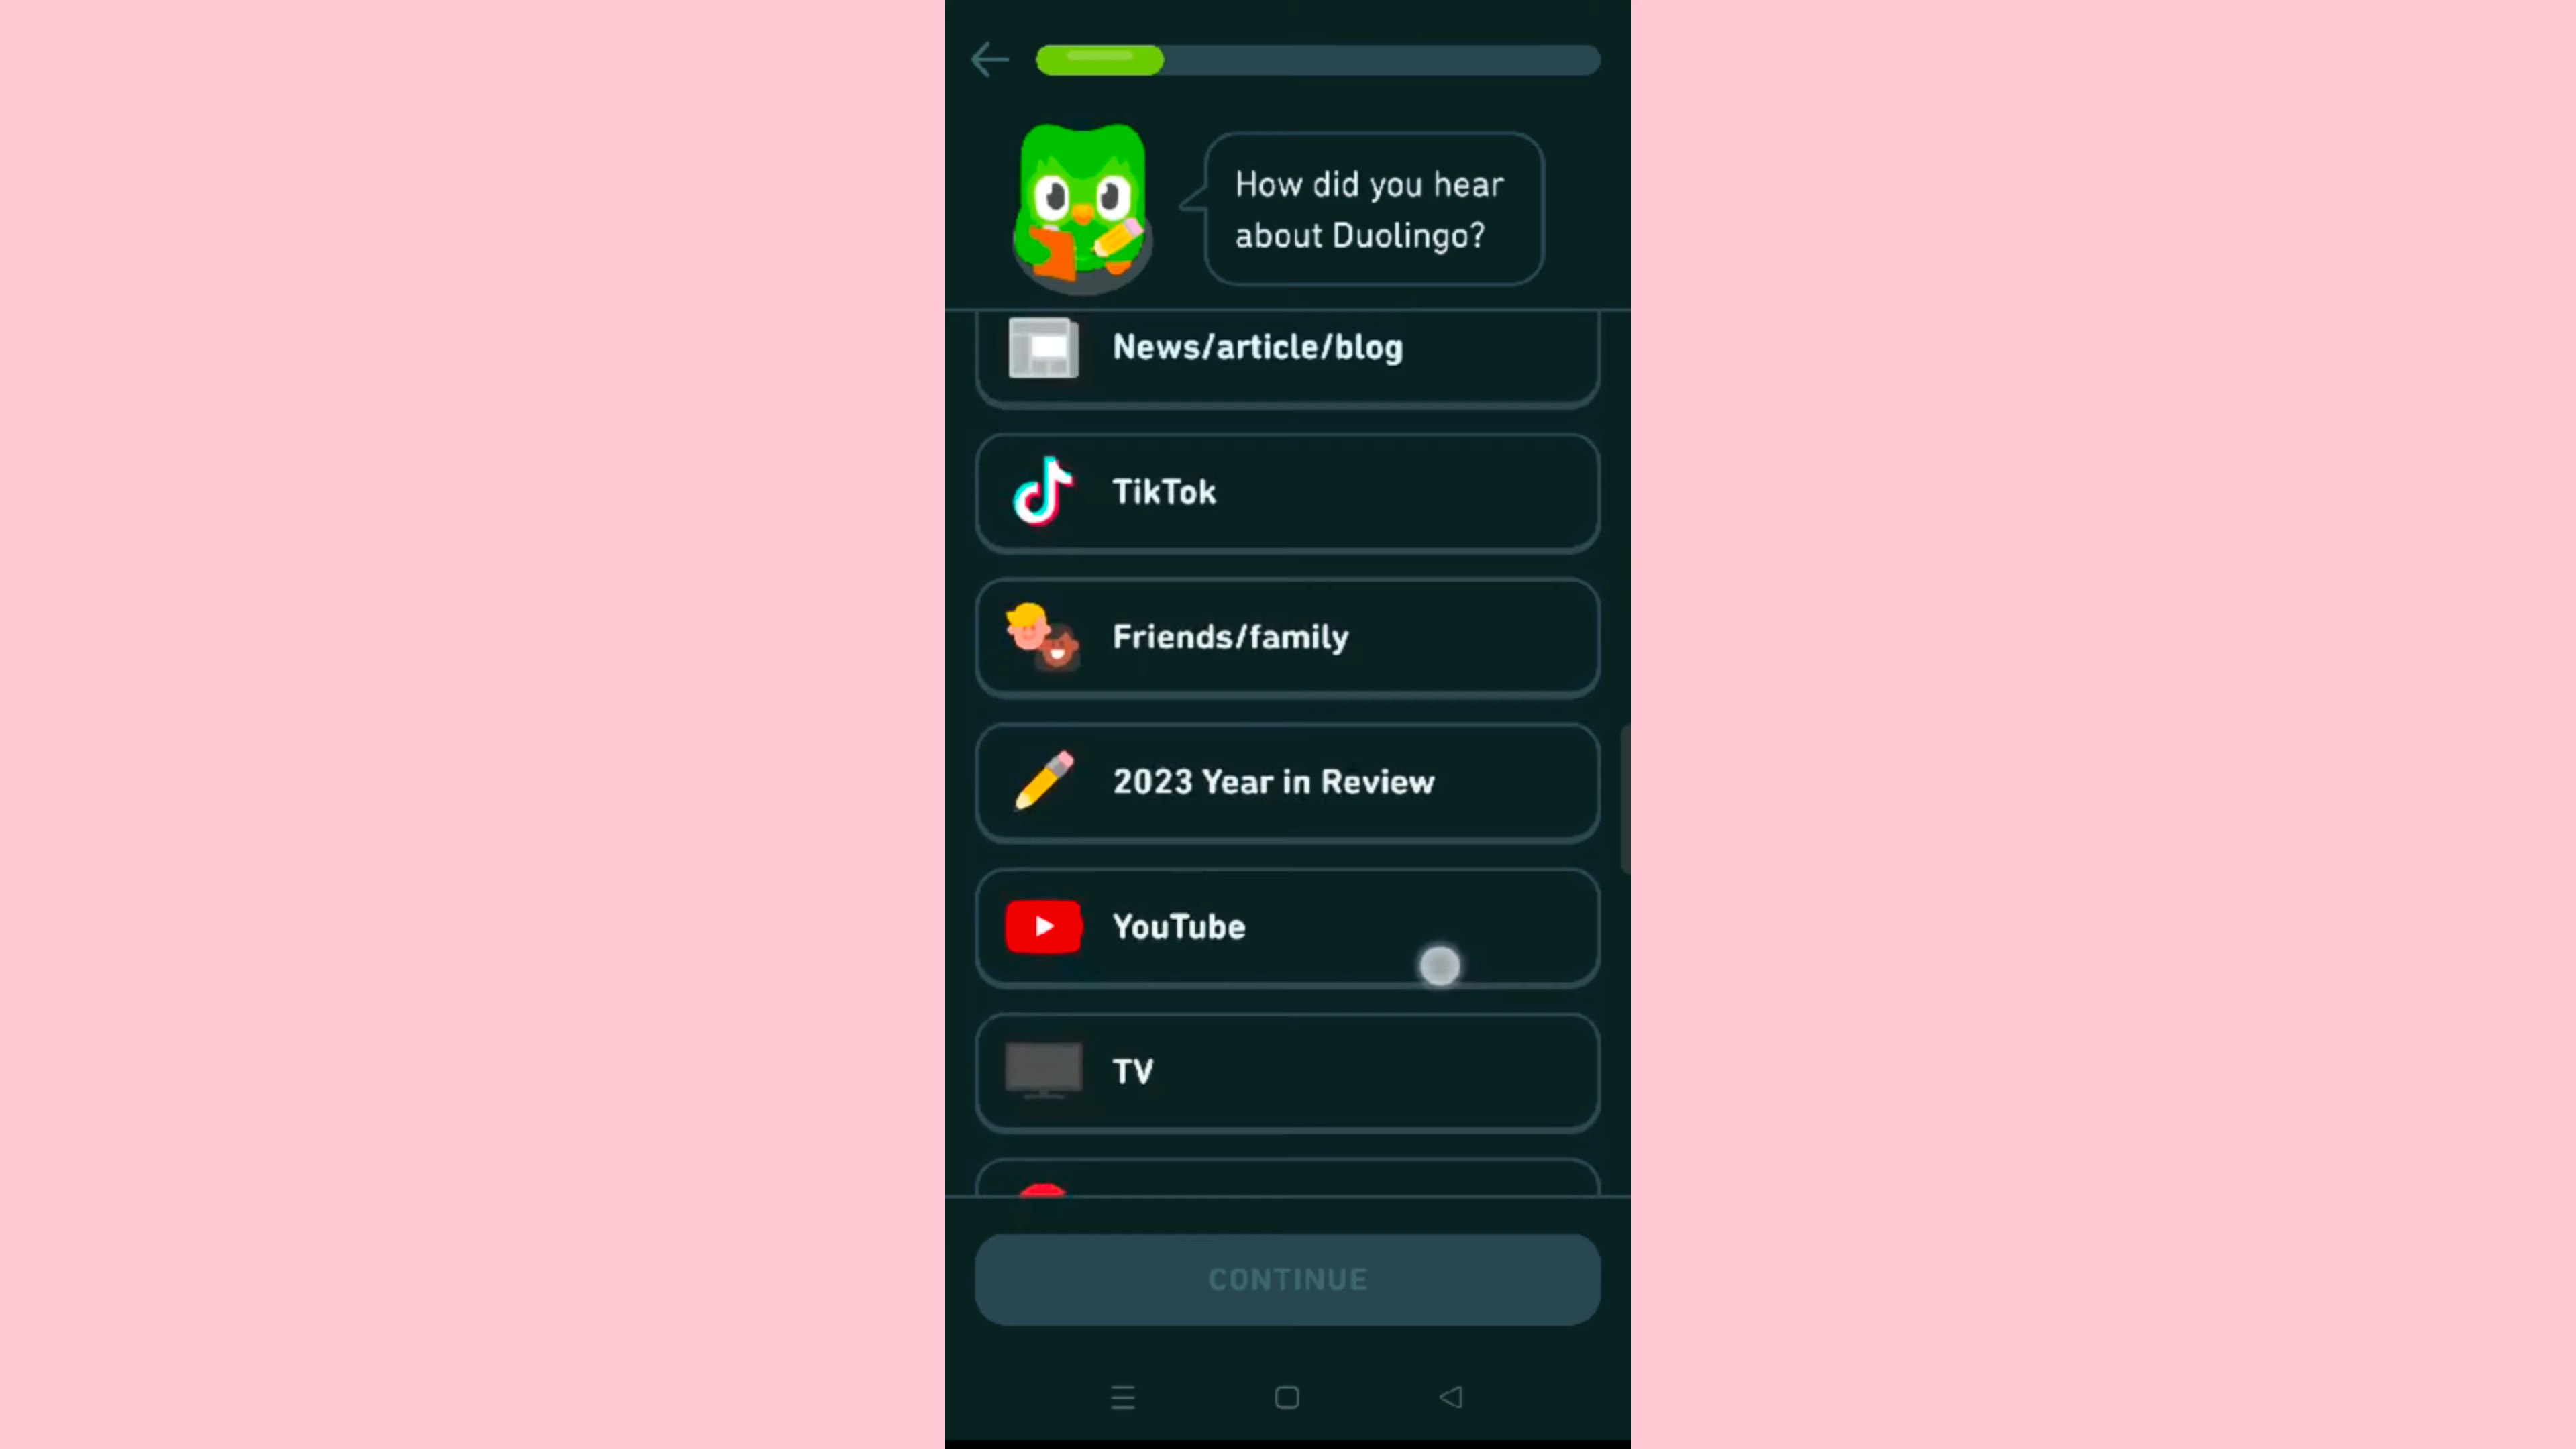 How did you hear
about Duolingo?
News/article/blog
TikTok
Friends/family
2023 Year in Review
YouTube
TV
CONTINUE